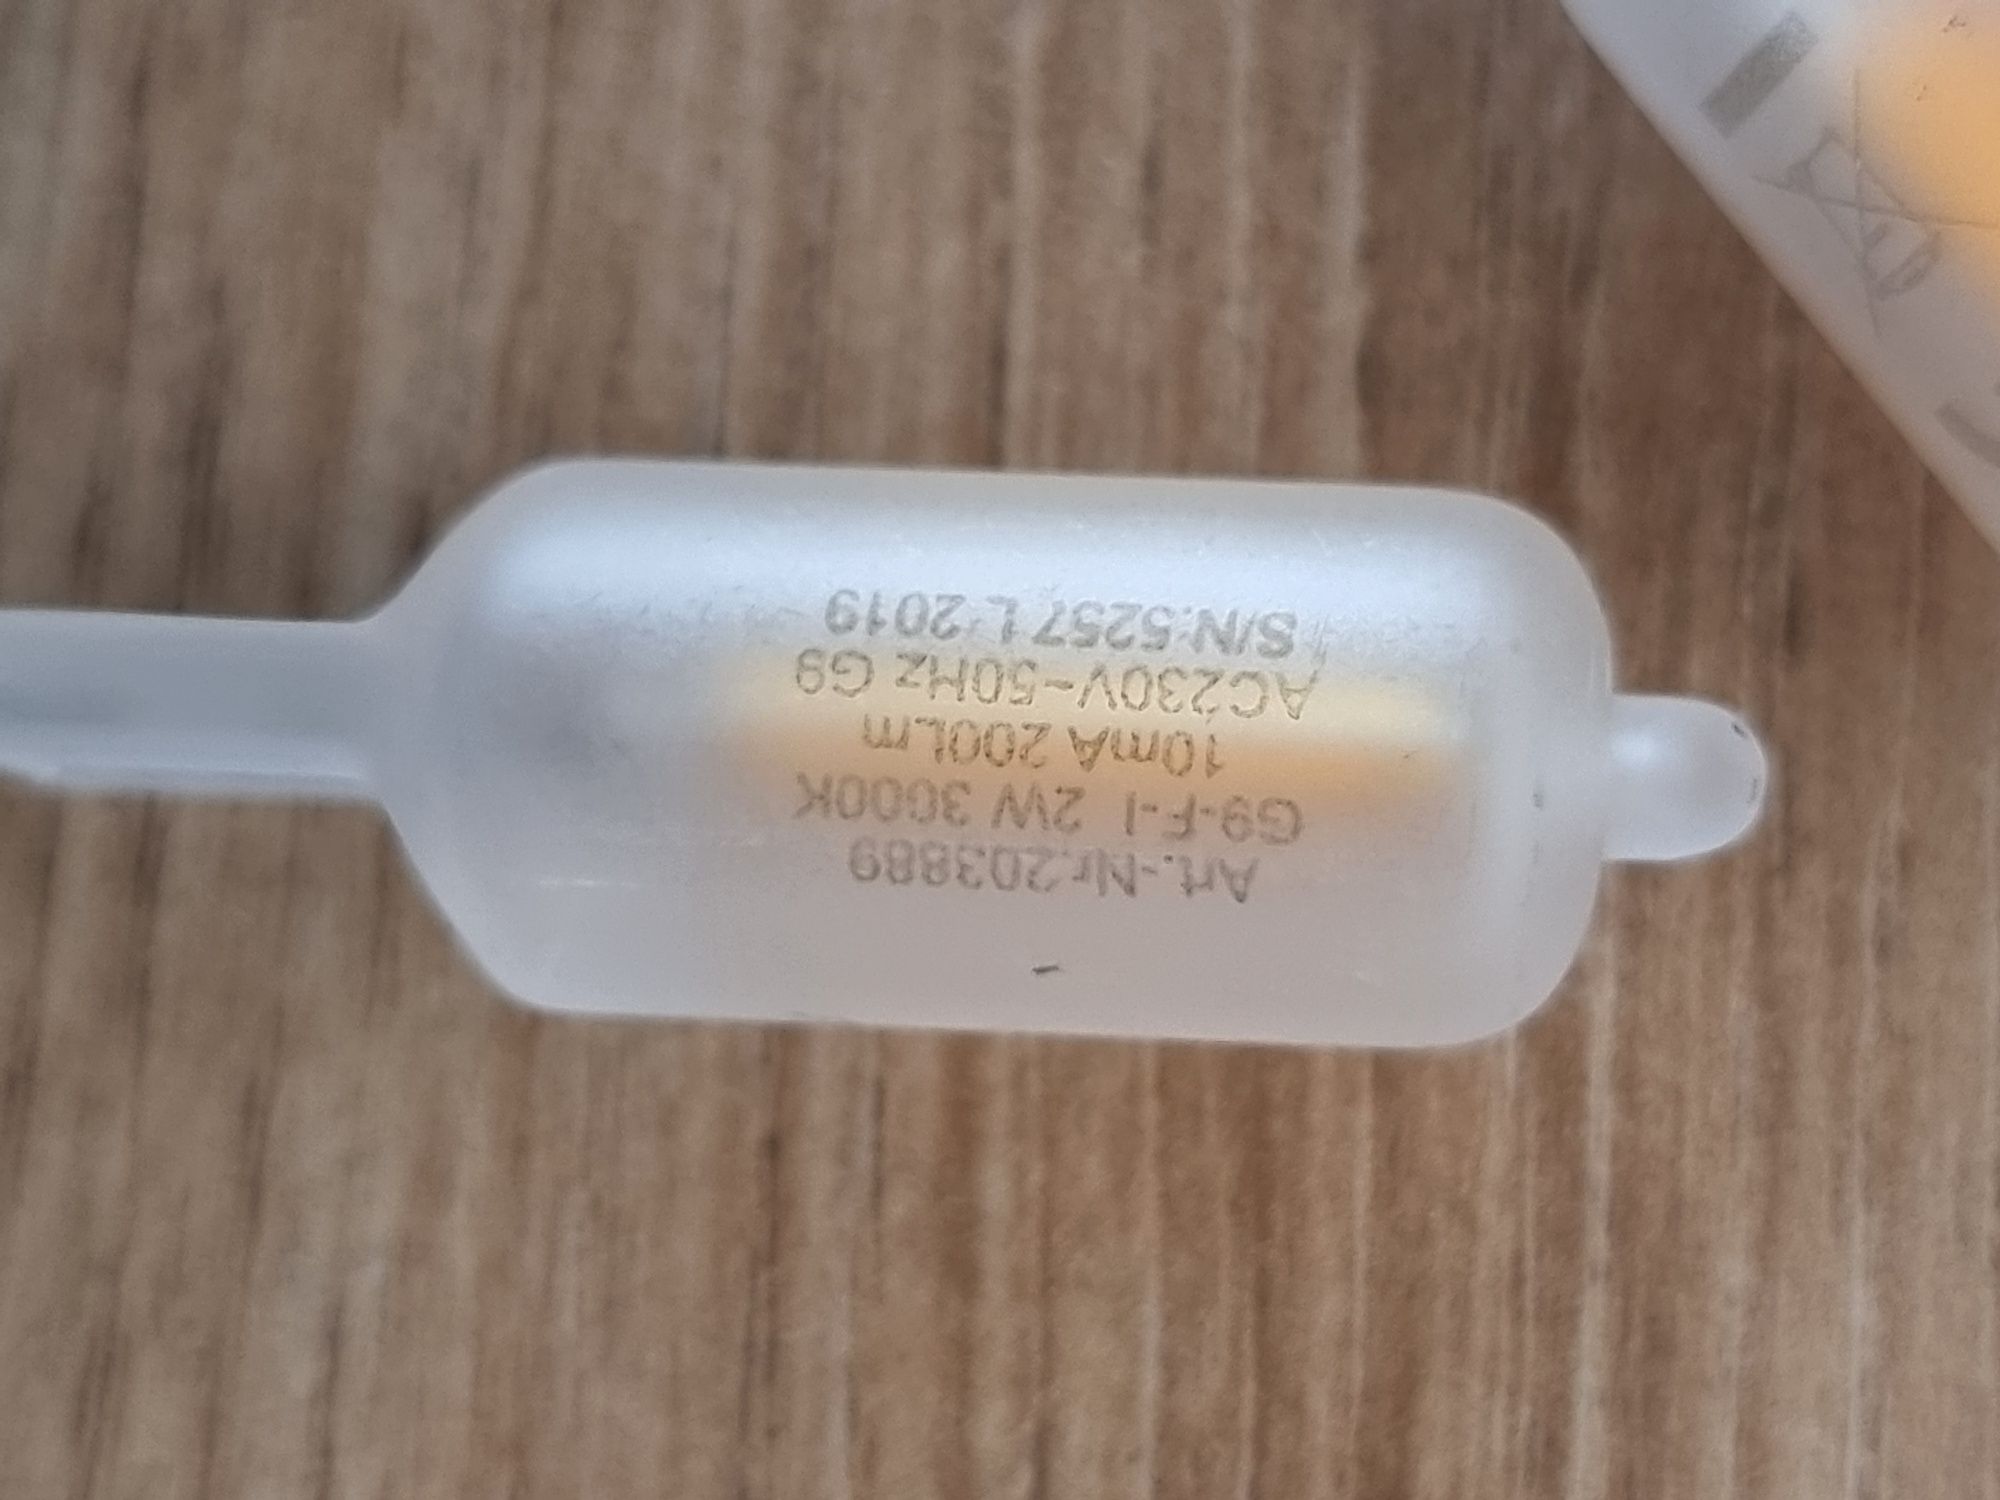 Art.-Nr.203889
G9-F-I 2W 3000K
10mA 200Lm
AC230V~50Hz G9
S/N:5257 L 2019